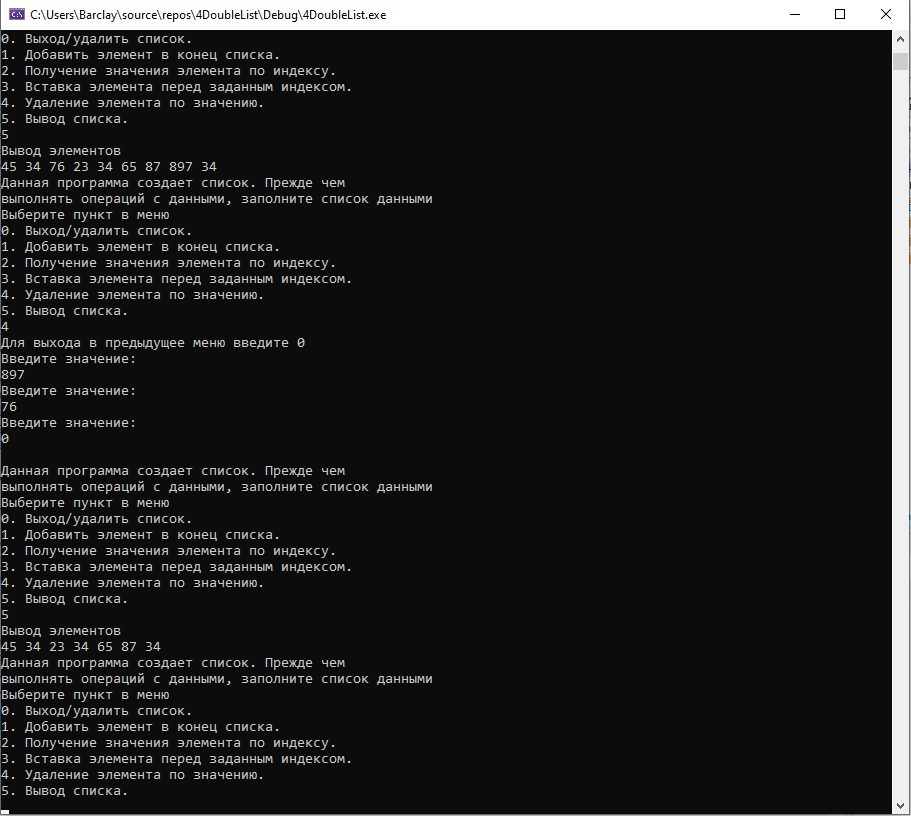 C:\Users\Barclay\source\repos\4DoubleList\Debug\4DoubleList.exe
0. Выход/удалить список.
1. Добавить элемент в конец списка.
2. Получение значения элемента по индексу.
3. Вставка элемента перед заданным индексом.
4. Удаление элемента по значению.
5. Вывод списка.
5
Вывод элементов
45 34 76 23 34 65 87 897 34
Данная программа создает список. Прежде чем
выполнять операций с данными, заполните список данными
Выберите пункт в меню
0. Выход/удалить список.
1. Добавить элемент в конец списка.
2. Получение значения элемента по индексу.
3. Вставка элемента перед заданным индексом.
4. Удаление элемента по значению.
5. Вывод списка.
4
Для выхода в предыдущее меню введите 0
Введите значение:
897
Введите значение:
76
Введите значение:
0
Данная программа создает список. Прежде чем
выполнять операций с данными, заполните список данными
Выберите пункт в меню
0. Выход/удалить список.
1. Добавить элемент в конец списка.
2. Получение значения элемента по индексу.
3. Вставка элемента перед заданным индексом.
4. Удаление элемента по значению.
5. Вывод списка.
5
Вывод элементов
45 34 23 34 65 87 34
Данная программа создает список. Прежде чем
выполнять операций с данными, заполните список данными
Выберите пункт в меню
0. Выход/удалить список.
1. Добавить элемент в конец списка.
2. Получение значения элемента по индексу.
3. Вставка элемента перед заданным индексом.
4. Удаление элемента по значению.
5. Вывод списка.